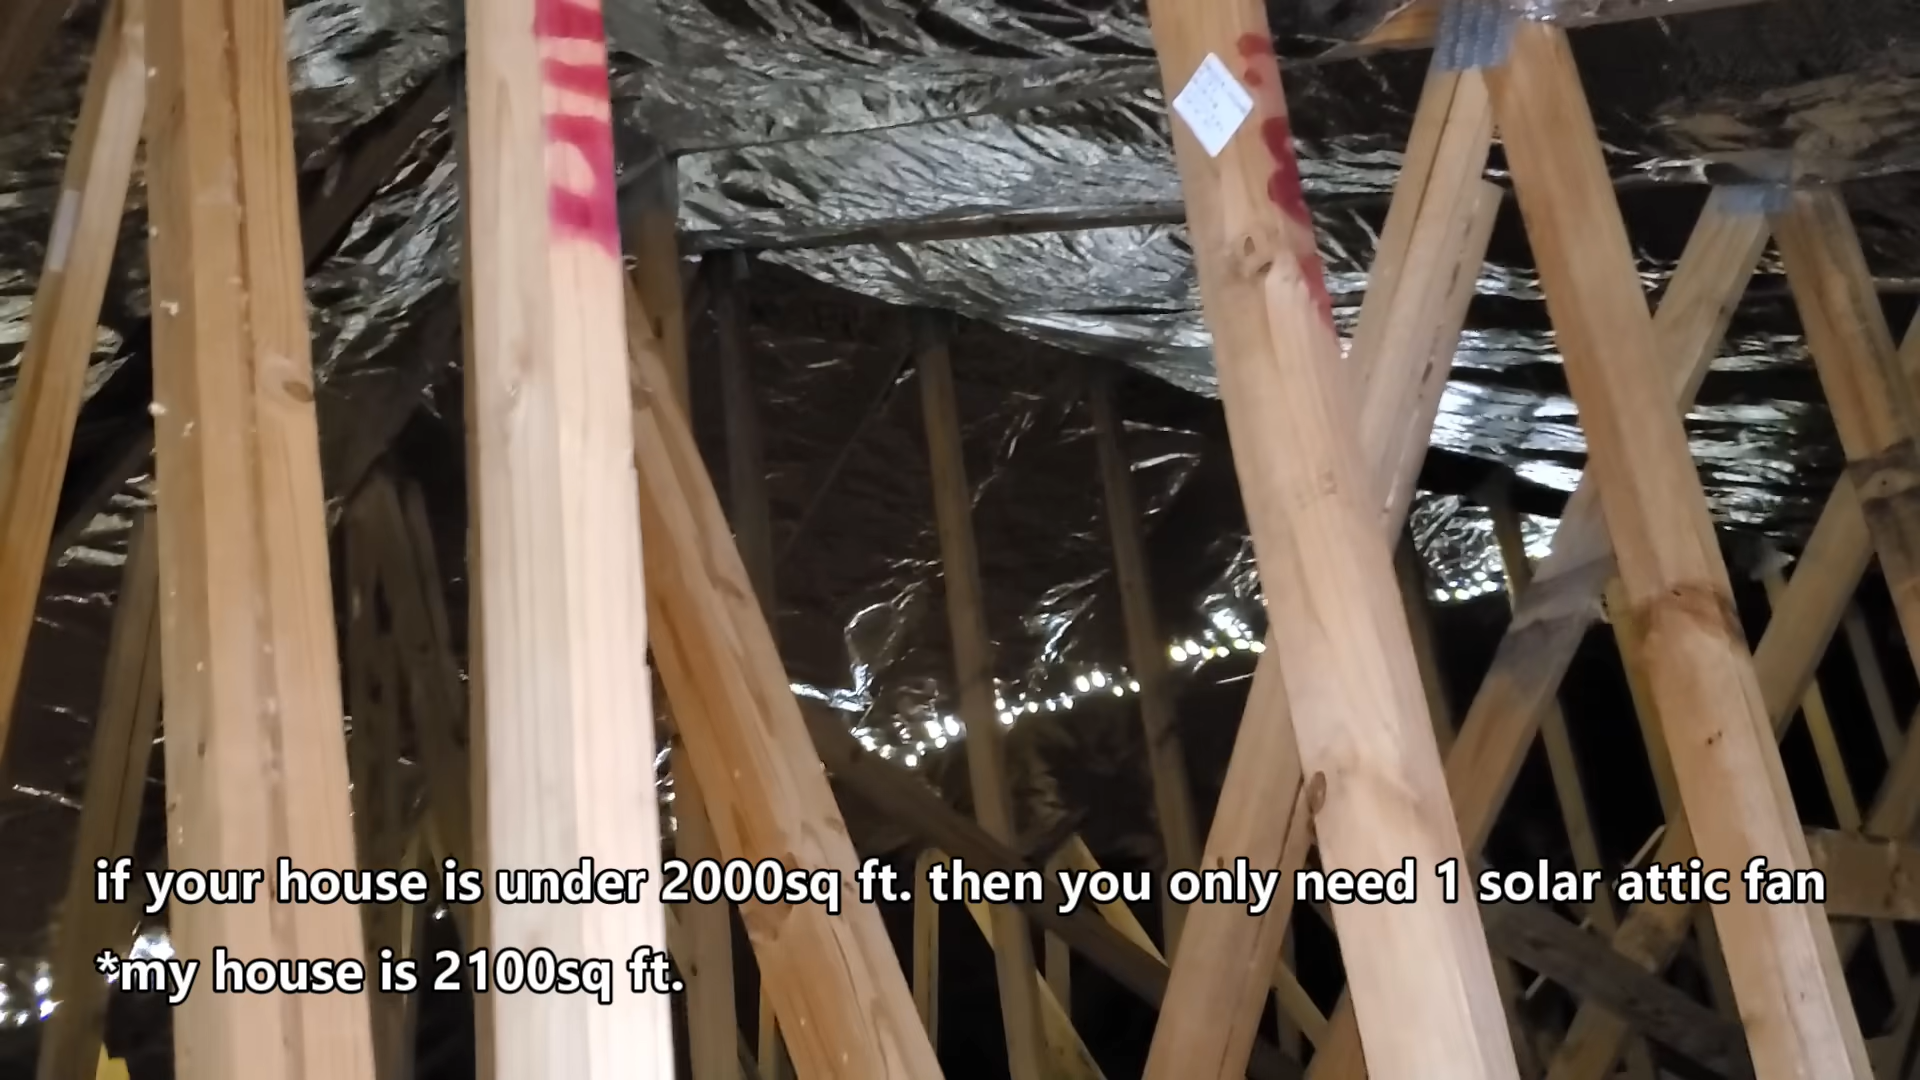 if your house is under 2000sq ft. then you only need 1 solar attic fan
*my house is 2100sq ft.